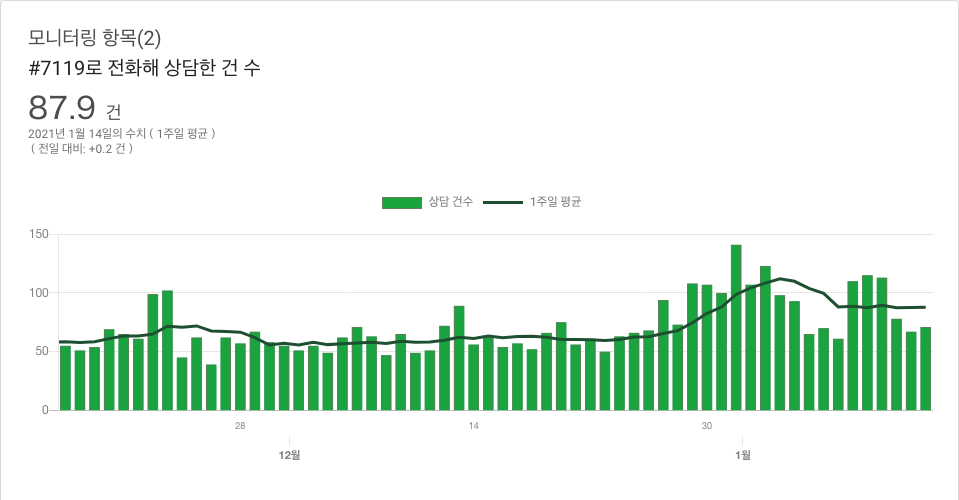 모니터링 항목(2)
#7119로 전화해 상담한 건 수
87.9 건
2021년 1월 14일의 수치 ( 1주일 평균 )
( 전일 대비: +0.2 건 )
상담 건수 1주일 평균
150
100
50
0
28 14 30
12월 1월